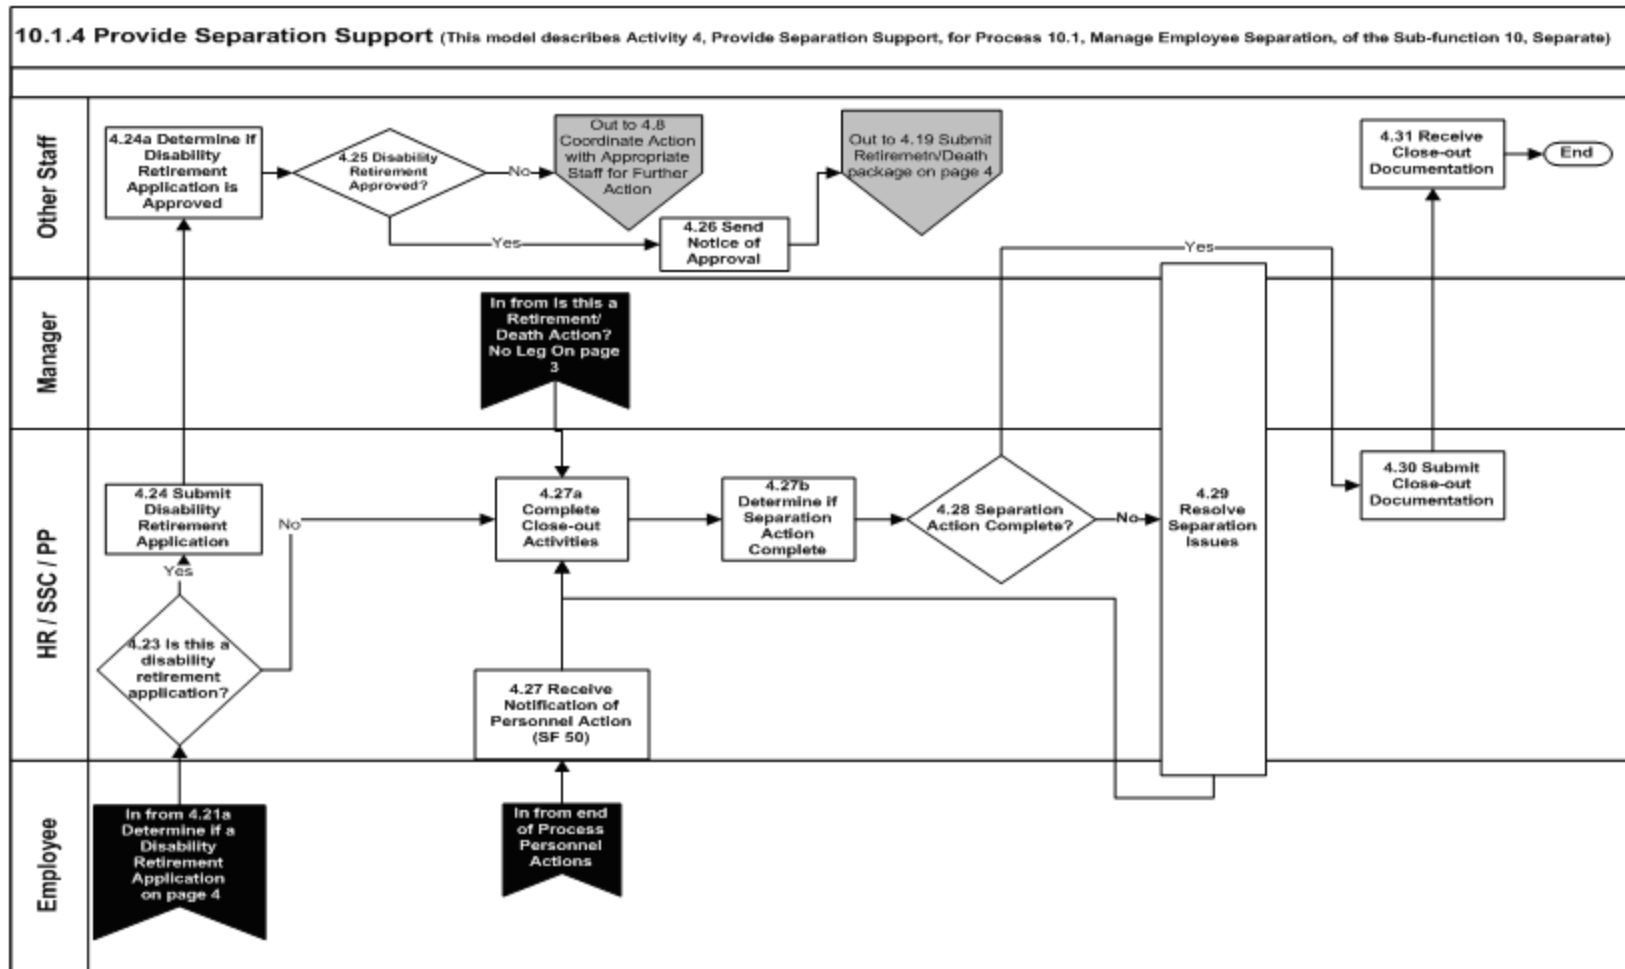 10.1.4 Provide Separation Support (This model describes Activity 4, Provide Separation Support, for Process 10.1, Manage Employee Separation, of the Sub-function 10, Separate)
Other Staff
4.24a Determine if
Disability
Retirement
Application is
Approved
4.25 Disability
Retirement
Approved?
No
Out to 4.8
Coordinate Action
with Appropriate
Staff for Further
Action
Yes
4.26 Send
Notice of
Approval
Out to 4.19 Submit
Retiremetn/Death
package on page 4
Yes
4.31 Receive
Close-out
Documentation
End
Manager
In from Is this a
Retirement/
Death Action?
No Leg On page
3
HR / SSC / PP
4.24 Submit
Disability
Retirement
Application
Yes
4.23 Is this a
disability
retirement
application?
No
4.27a
Complete
Close-out
Activities
4.27b
Determine if
Separation
Action
Complete
4.28 Separation
Action Complete?
No
4.29
Resolve
Separation
Issues
4.30 Submit
Close-out
Documentation
4.27 Receive
Notification of
Personnel Action
(SF 50)
Employee
In from 4.21a
Determine if a
Disability
Retirement
Application
on page 4
In from end
of Process
Personnel
Actions